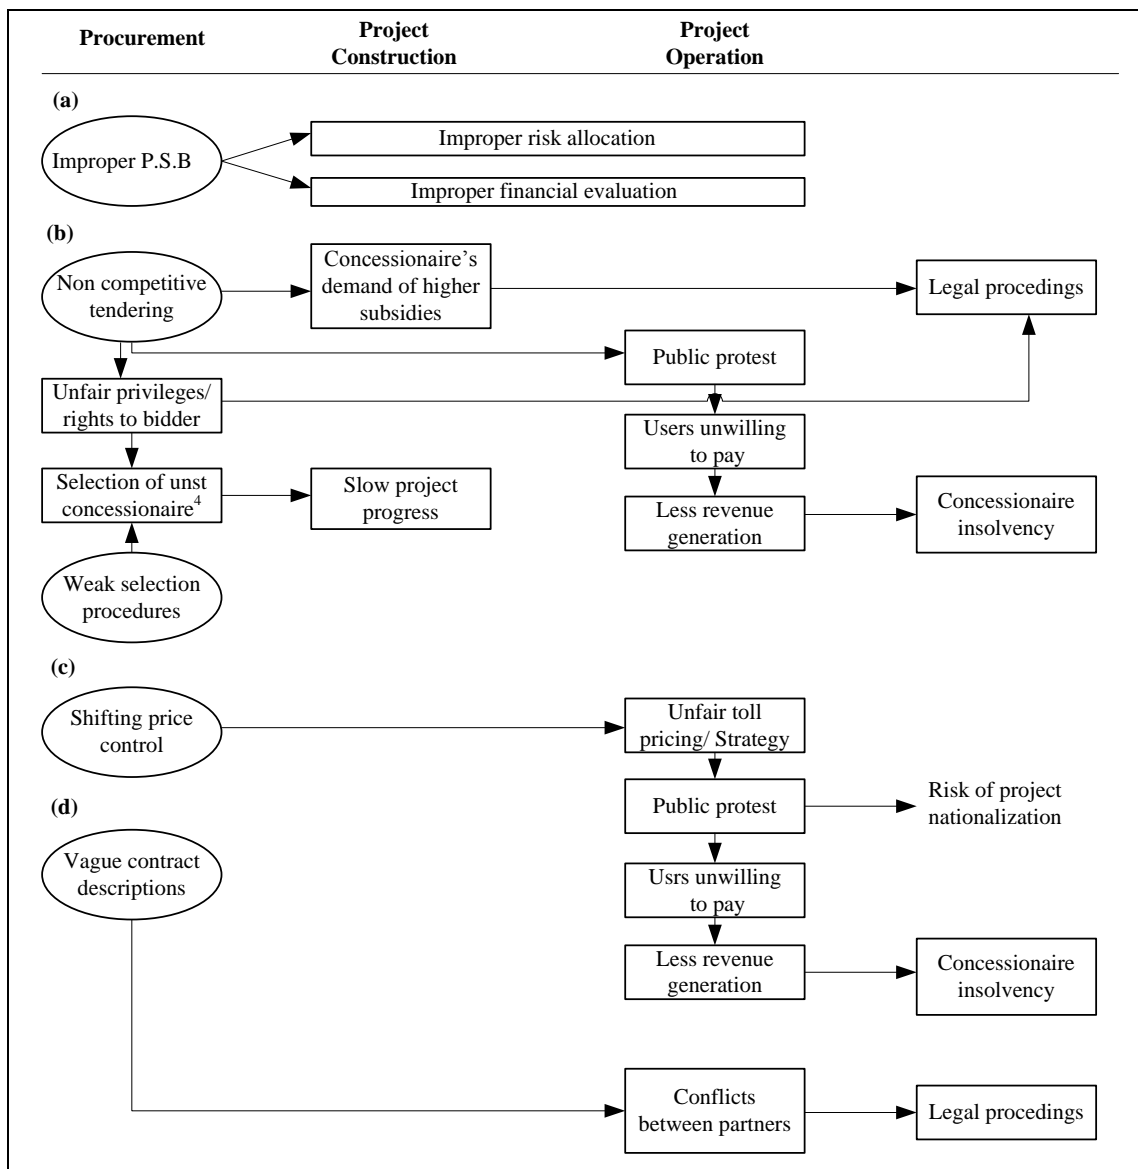 Procurement
Project
Construction
Project
Operation
(a)
Improper P.S.B
Improper risk allocation
Improper financial evaluation
(b)
Non competitive
tendering
Concessionaire’s
demand of higher
subsidies
Legal procedings
Public protest
Unfair privileges/
rights to bidder
Users unwilling
to pay
Selection of unst
concessionaire4
Slow project
progress
Less revenue
generation
Concessionaire
insolvency
Weak selection
procedures
(c)
Shifting price
control
Unfair toll
pricing/ Strategy
Public protest
Risk of project
nationalization
(d)
Vague contract
descriptions
Usrs unwilling
to pay
Less revenue
generation
Concessionaire
insolvency
Conflicts
between partners
Legal procedings